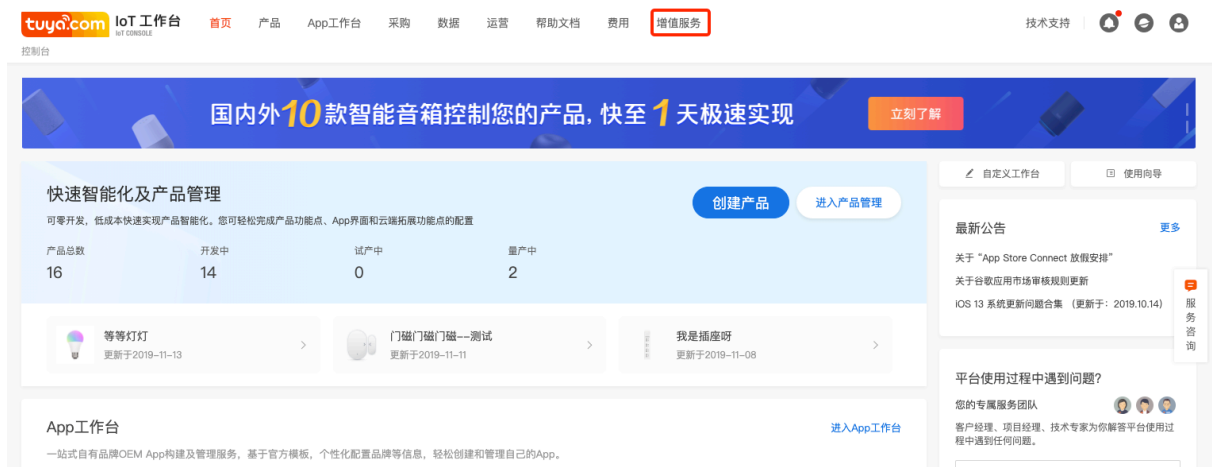 tuya.com IoT 工作台 首页 产品 App工作台 采购 数据 运营 帮助文档 费用 增值服务 技术支持
IoT CONSOLE
控制台
国内外10款智能音箱控制您的产品, 快至1天极速实现 立刻了解
快速智能化及产品管理
可零开发，低成本快速实现产品智能化。您可轻松完成产品功能点、App界面和云端拓展功能点的配置
创建产品 进入产品管理
产品总数 开发中 试产中 量产中
16 14 0 2
等等灯灯
更新于2019-11-13
门磁门磁门磁--测试
更新于2019-11-11
我是插座呀
更新于2019-11-08
App工作台 进入App工作台
一站式自有品牌OEM App构建及管理服务，基于官方模板，个性化配置品牌等信息，轻松创建和管理自己的App。
自定义工作台 使用向导
最新公告 更多
关于“App Store Connect 放假安排”
关于谷歌应用市场审核规则更新
iOS 13 系统更新问题合集 （更新于：2019.10.14）
服务咨询
平台使用过程中遇到问题?
您的专属服务团队
客户经理、项目经理、技术专家为你解答平台使用过
程中遇到任何问题。